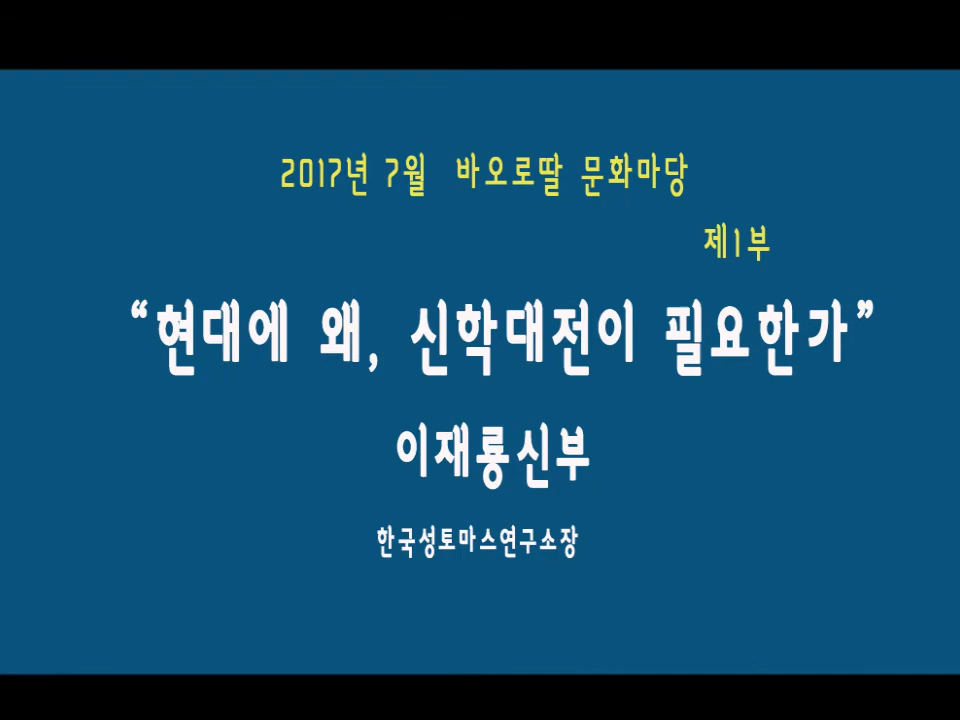 2017년 7월 바오로딸 문화마당
제1부
“현대에 왜, 신학대전이 필요한가”
이재룡신부
한국성토마스연구소장